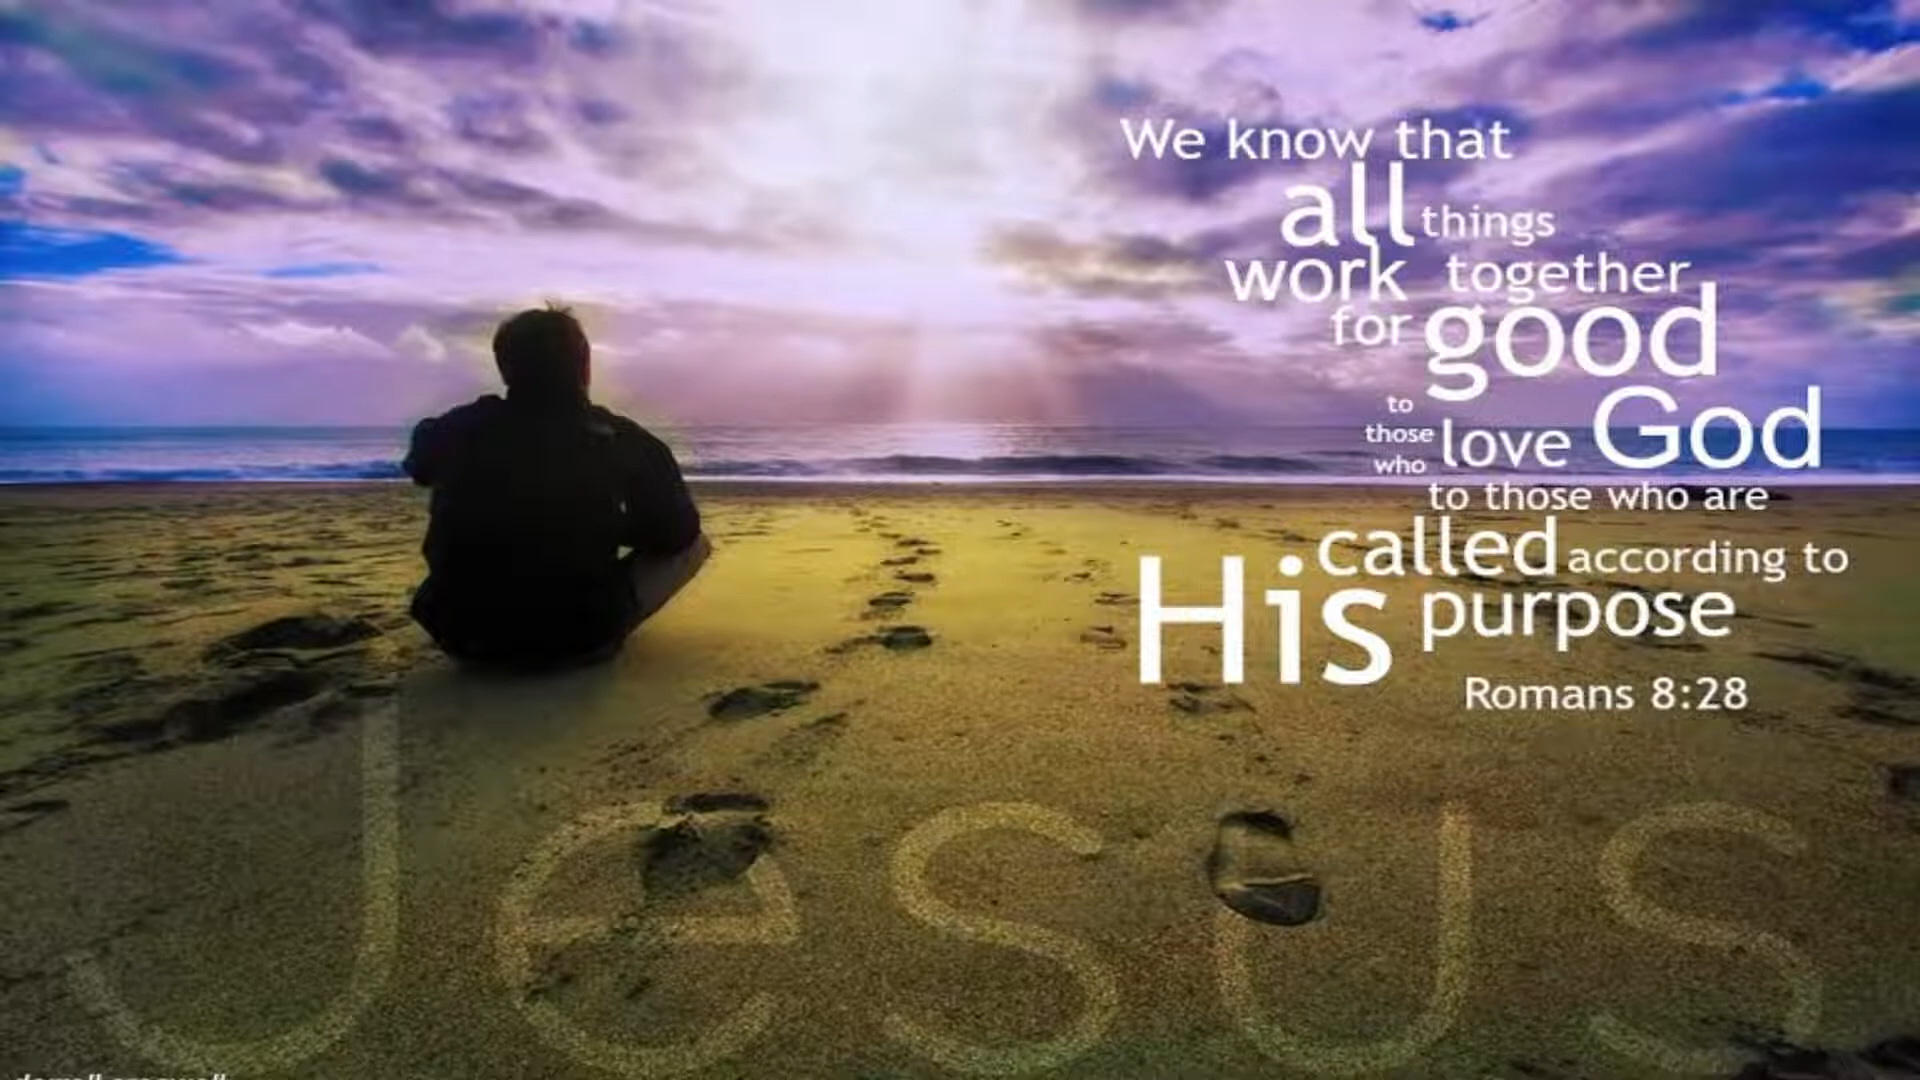 We know that
all things
work together
for good
to
those
who
love God
to those who are
called according to
His purpose
Romans 8:28
Jesus